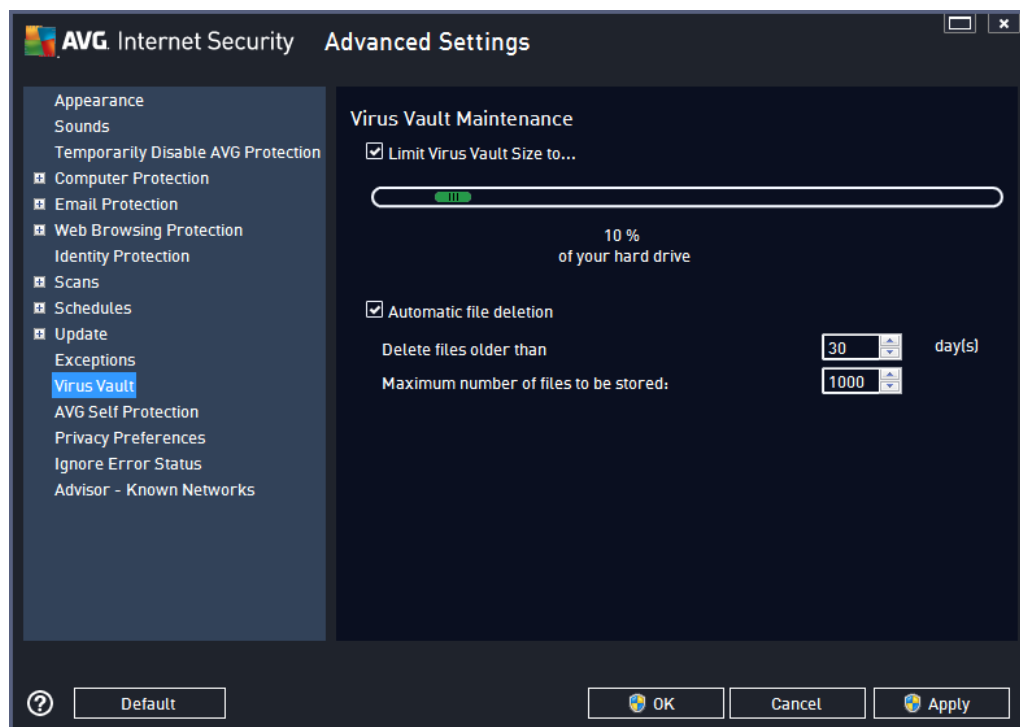 AVG. Internet Security Advanced Settings
Appearance
Sounds
Temporarily Disable AVG Protection
Computer Protection
Email Protection
Web Browsing Protection
Identity Protection
Scans
Schedules
Update
Exceptions
Virus Vault
AVG Self Protection
Privacy Preferences
Ignore Error Status
Advisor - Known Networks
Virus Vault Maintenance
Limit Virus Vault Size to...
10 %
of your hard drive
Automatic file deletion
Delete files older than 30 day(s)
Maximum number of files to be stored: 1000
? Default OK Cancel Apply